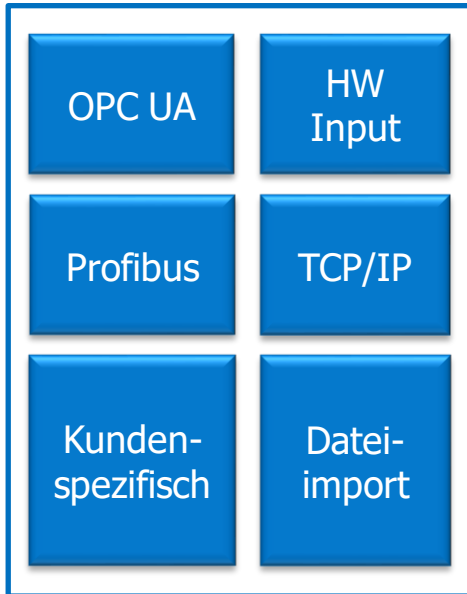 OPC UA
HW
Input
Profibus
TCP/IP
Kunden-
spezifisch
Datei-
import